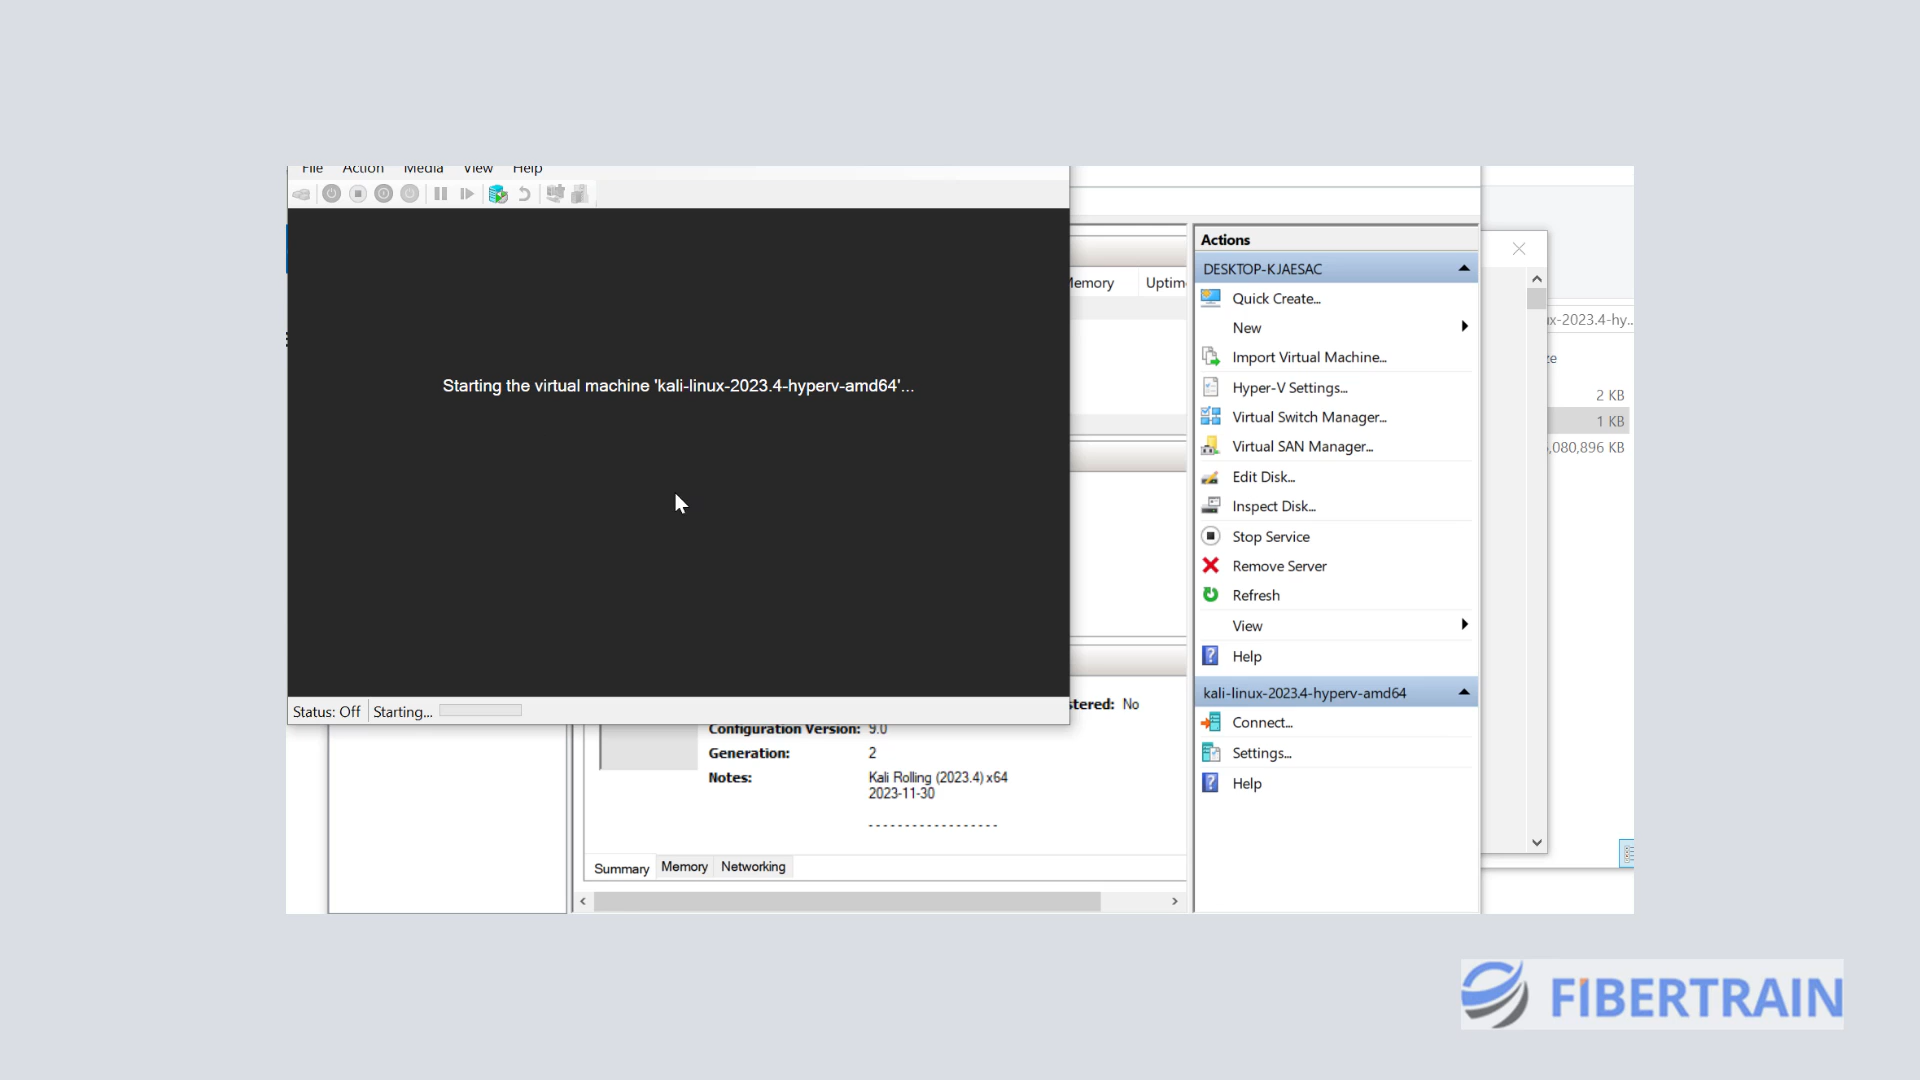 File Action Media View Help
Starting the virtual machine 'kali-linux-2023.4-hyperv-amd64'...
Status: Off Starting...
Memory Uptim
Configuration Version: 9.0
Generation: 2
Notes: Kali Rolling (2023.4) x64
2023-11-30
------------------
stered: No
Summary Memory Networking
Actions
DESKTOP-KJAESAC
Quick Create...
New
Import Virtual Machine...
Hyper-V Settings...
Virtual Switch Manager...
Virtual SAN Manager...
Edit Disk...
Inspect Disk...
Stop Service
Remove Server
Refresh
View
Help
kali-linux-2023.4-hyperv-amd64
Connect...
Settings...
Help
x-2023.4-hy...
ze
2 KB
1 KB
,080,896 KB
FIBERTRAIN